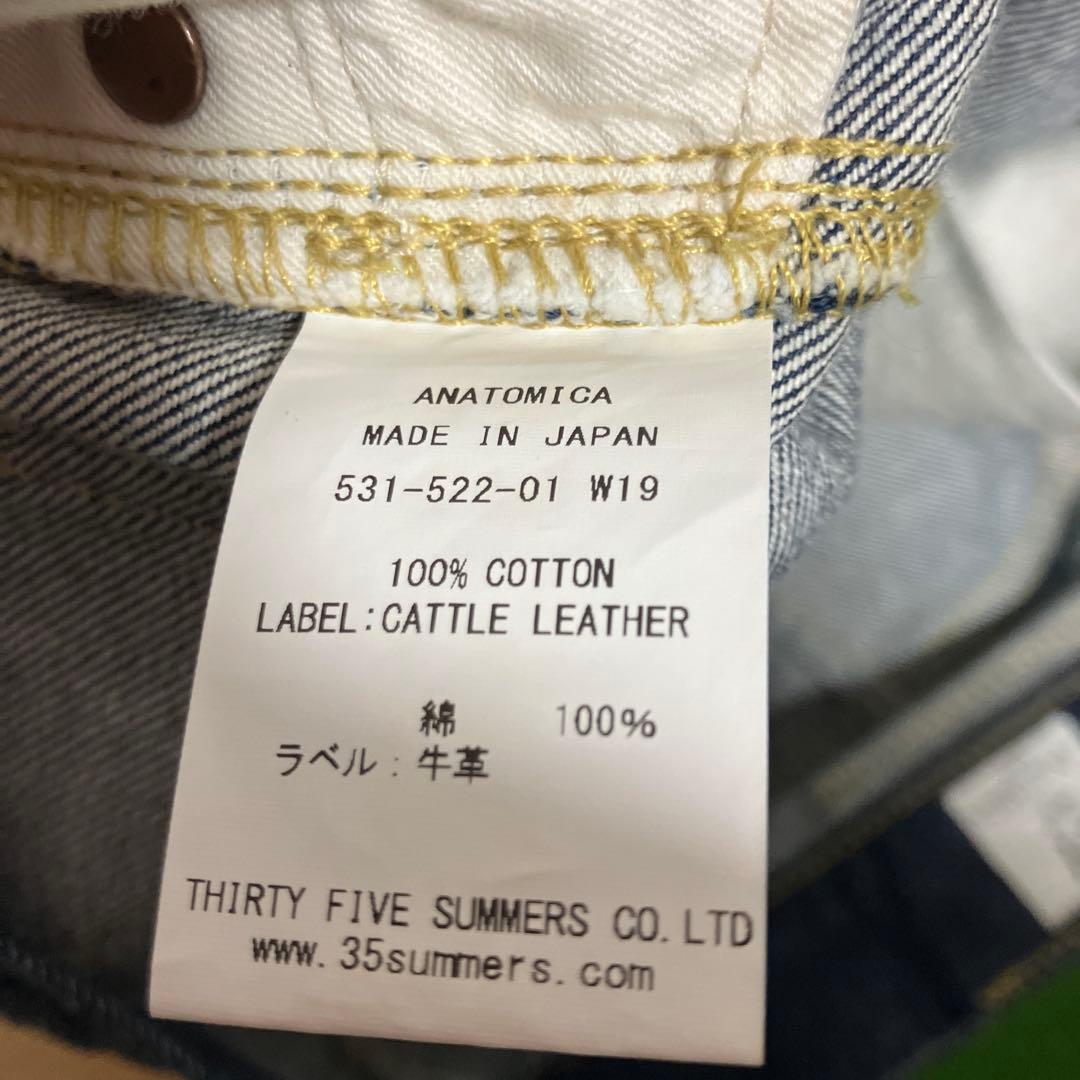 ANATOMICA
MADE IN JAPAN
531-522-01 W19
100% COTTON
LABEL:CATTLE LEATHER
綿 100%
ラベル:牛革
THIRTY FIVE SUMMERS CO.LTD
www.35summers.com